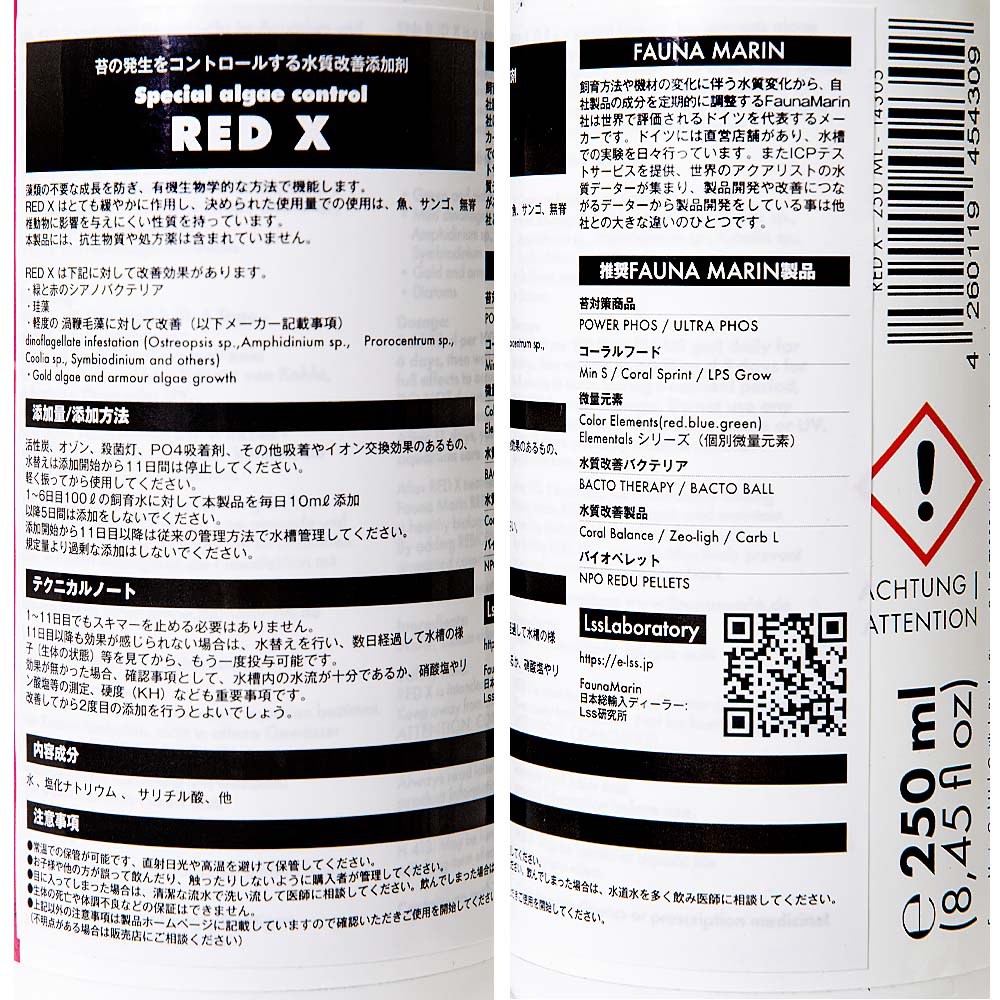 苔の発生をコントロールする水質改善添加剤
Special algae control
RED X
藻類の不要な成長を防ぎ、有機生物学的な方法で機能します。
RED Xはとても緩やかに作用し、決められた使用量での使用は、魚、サンゴ、無脊
椎動物に影響を与えにくい性質を持っています。
本製品には、抗生物質や処方薬は含まれていません。
RED Xは下記に対して改善効果があります。
・緑と赤のシアノバクテリア
・珪藻
・軽度の 渦鞭毛藻に対して改善（以下メーカー記載事項）
dinoflagellate infestation (Ostreopsis sp.,Amphidinium sp., Prorocentrum sp.,
Coolia sp., Symbiodinium and others)
・Gold algae and armour algae growth
添加量/添加方法
活性炭、オゾン、殺菌灯、PO4吸着剤、その他吸着やイオン交換効果のあるもの、
水替えは添加開始から11日間は停止してください。
軽く振ってから使用してください。
1~6日目100ℓの飼育水に対して本製品を毎日10mℓ添加
以降5日間は添加をしないでください。
添加開始から11日目以降は従来の管理方法で水槽管理してください。
規定量より過剰な添加はしないでください。
テクニカルノート
1~11日目でもスキマーを止める必要はありません。
11日目以降も効果が感じられない場合は、水替えを行い、数日経過して水槽の様
子（生体の状態）等を見てから、もう一度投与可能です。
効果が無かった場合、確認事項として、水槽内の水流が十分であるか、硝酸塩やリ
ン酸塩等の測定、硬度（KH）なども重要事項です。
改善してから2度目の添加を行うとよいでしょう。
内容成分
水 、塩化ナトリウム 、 サリチル酸、他
注意事項
●常温での保管が可能です、直射日光や高温を避けて保管してください。
●お子様や他の方が誤って飲んだり、触ったりしないように購入者が管理してください。
●目に入ってしまった場合は、清潔な流水で洗い流して医師に相談してください。飲んでしまった場合は
●生体の死亡や体調不良などの保証はできません。
●上記以外の注意事項は製品ホームページに記載していますので確認いただきご使用を開始してくださ
（不明点がある場合は販売店にご相談ください）
FAUNA MARIN
飼育方法や機材の変化に伴う水質変化から、自
社製品の成分を定期的に調整するFaunaMarin
社は世界で評価されるドイツを代表するメー
カーです。ドイツには直営店舗があり、水槽
での実験を日々行っています。またICPテス
トサービスを提供、世界のアクアリストの水
質データーが集まり、製品開発や改善につな
がるデーターから製品開発をしている事は他
社との大きな違いのひとつです。
推奨FAUNA MARIN製品
苔対策商品
POWER PHOS / ULTRA PHOS
コーラルフード
Min S / Coral Sprint / LPS Grow
微量元素
Color Elements(red.blue.green)
Elementals シリーズ（個別微量元素）
水質改善バクテリア
BACTO THERAPY / BACTO BALL
水質改善製品
Coral Balance / Zeo-ligh / Carb L
バイオペレット
NPO REDU PELLETS
LssLaboratory
https://e-lss.jp
FaunaMarin
日本総輸入ディーラー:
Lss研究所
飲んでしまった場合は、水道水を多く飲み医師に相談してください。
ご使用を開始してください。
RED X - 250 ML - 14305
4 260119 454309
ACHTUNG |
ATTENTION
e 250 ml
(8,45 fl oz)